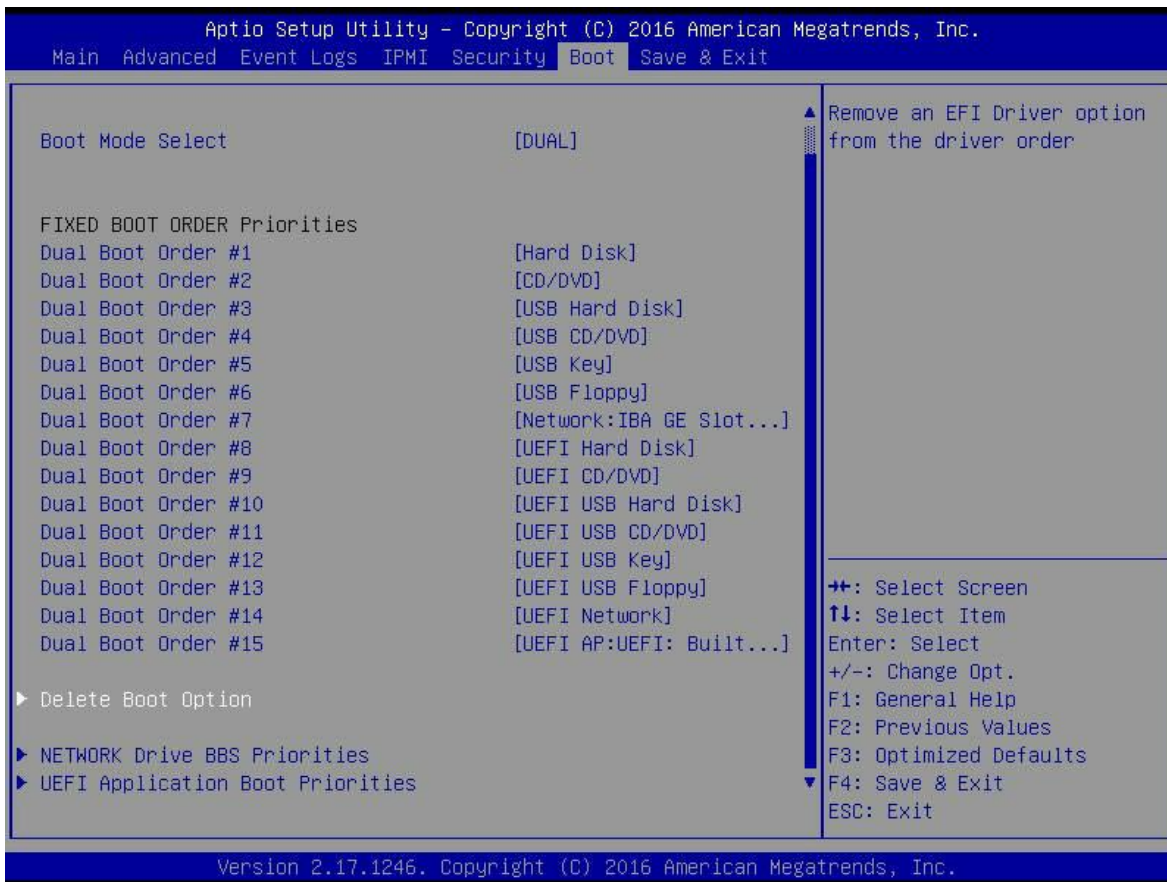 Aptio Setup Utility – Copyright (C) 2016 American Megatrends, Inc.
Main Advanced Event Logs IPMI Security Boot Save & Exit
Boot Mode Select [DUAL]
FIXED BOOT ORDER Priorities
Dual Boot Order #1 [Hard Disk]
Dual Boot Order #2 [CD/DVD]
Dual Boot Order #3 [USB Hard Disk]
Dual Boot Order #4 [USB CD/DVD]
Dual Boot Order #5 [USB Key]
Dual Boot Order #6 [USB Floppy]
Dual Boot Order #7 [Network:IBA GE Slot...]
Dual Boot Order #8 [UEFI Hard Disk]
Dual Boot Order #9 [UEFI CD/DVD]
Dual Boot Order #10 [UEFI USB Hard Disk]
Dual Boot Order #11 [UEFI USB CD/DVD]
Dual Boot Order #12 [UEFI USB Key]
Dual Boot Order #13 [UEFI USB Floppy]
Dual Boot Order #14 [UEFI Network]
Dual Boot Order #15 [UEFI AP:UEFI: Built...]
▶ Delete Boot Option
▶ NETWORK Drive BBS Priorities
▶ UEFI Application Boot Priorities
Remove an EFI Driver option
from the driver order
→←: Select Screen
↑↓: Select Item
Enter: Select
+/-: Change Opt.
F1: General Help
F2: Previous Values
F3: Optimized Defaults
F4: Save & Exit
ESC: Exit
Version 2.17.1246. Copyright (C) 2016 American Megatrends, Inc.